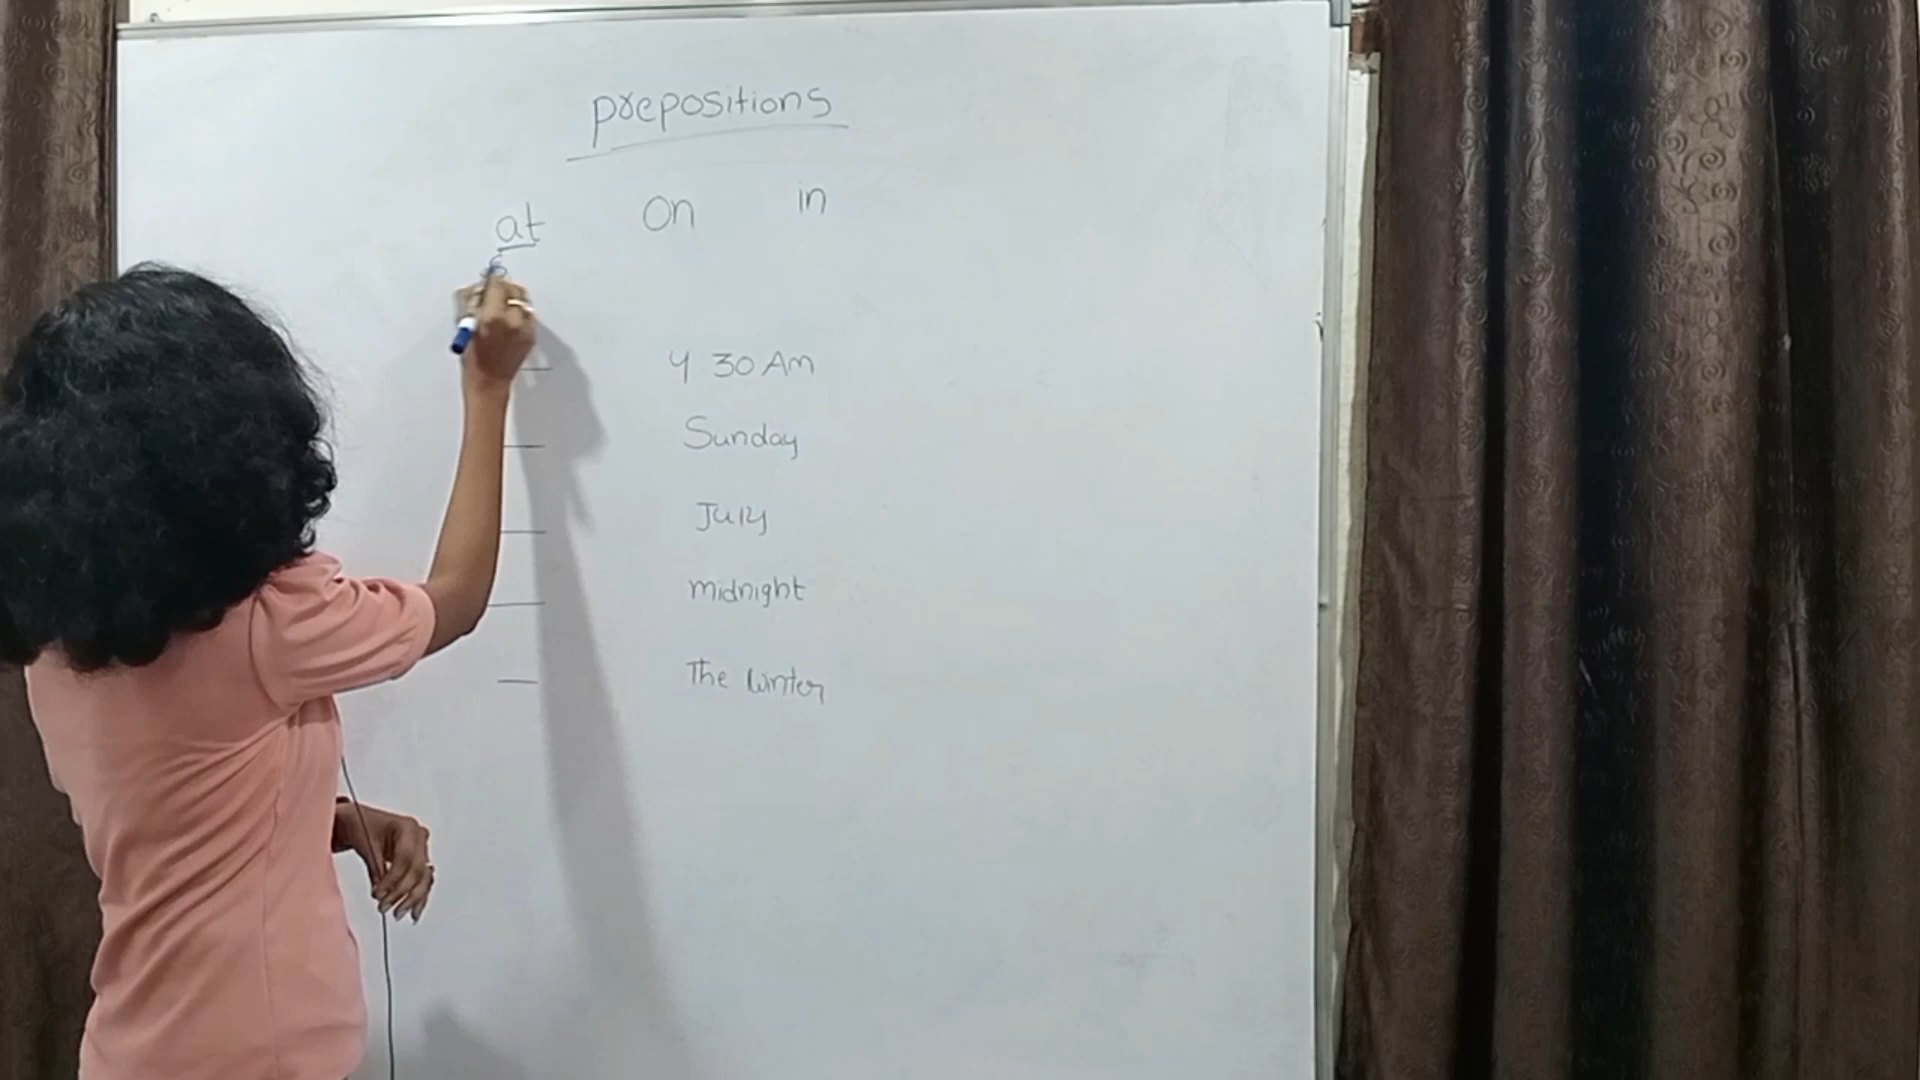 prepositions
at on in
4 30 Am
Sunday
July
midnight
The winter